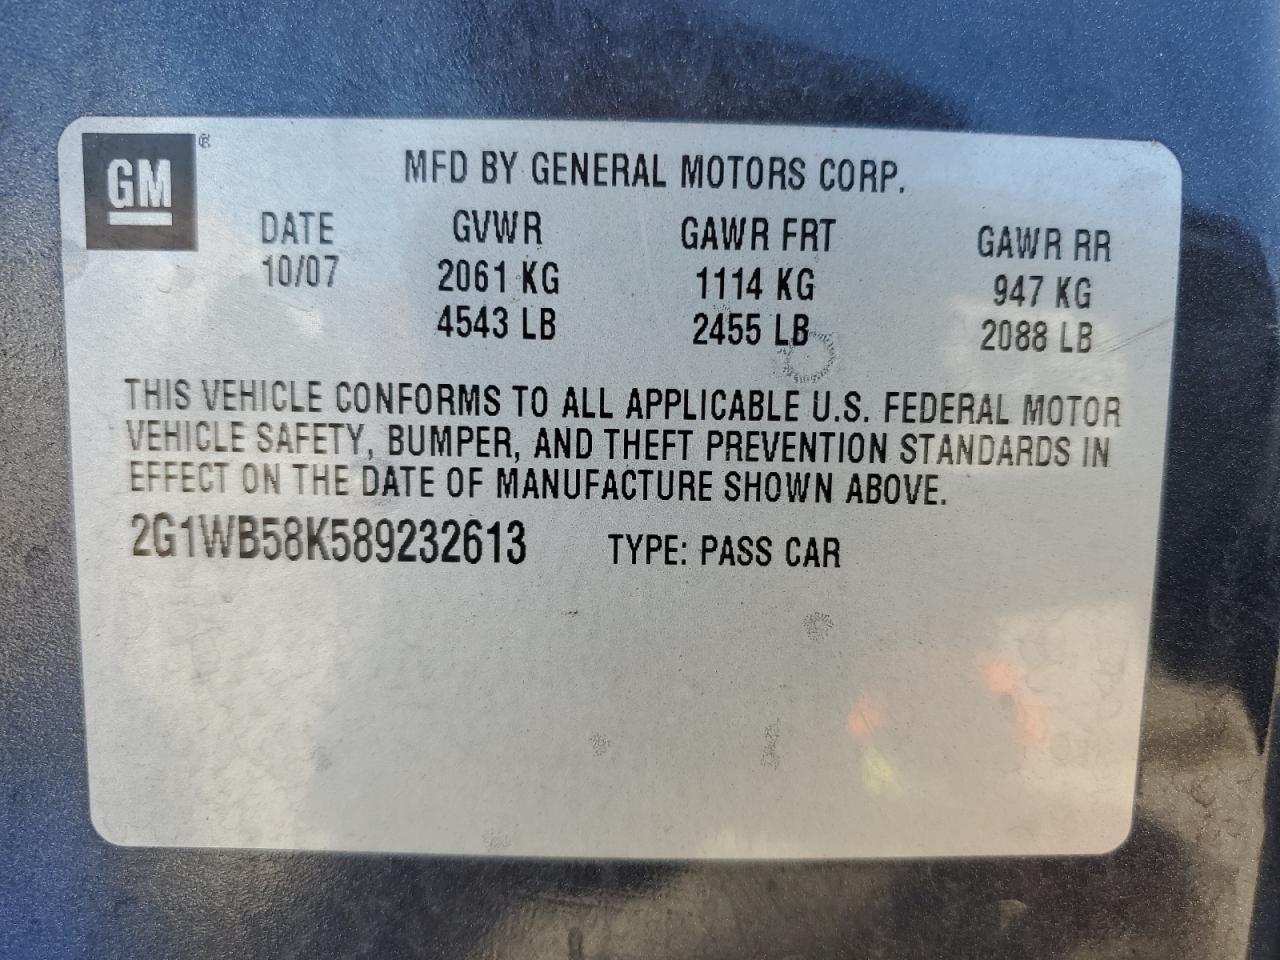 GM ®
MFD BY GENERAL MOTORS CORP.
DATE GVWR GAWR FRT GAWR RR
10/07 2061 KG 1114 KG 947 KG
4543 LB 2455 LB 2088 LB
THIS VEHICLE CONFORMS TO ALL APPLICABLE U.S. FEDERAL MOTOR
VEHICLE SAFETY, BUMPER, AND THEFT PREVENTION STANDARDS IN
EFFECT ON THE DATE OF MANUFACTURE SHOWN ABOVE.
2G1WB58K589232613 TYPE: PASS CAR